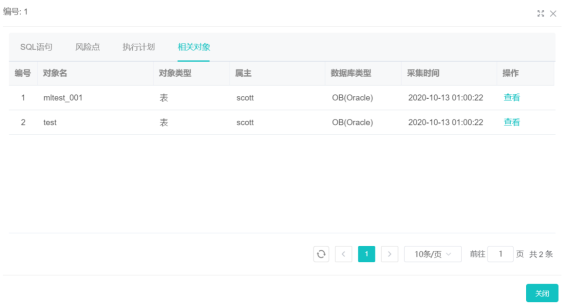 编号: 1
SQL语句 风险点 执行计划 相关对象
编号 对象名 对象类型 属主 数据库类型 采集时间 操作
1 mltest_001 表 scott OB(Oracle) 2020-10-13 01:00:22 查看
2 test 表 scott OB(Oracle) 2020-10-13 01:00:22 查看
1 10条/页 前往 1 页 共 2 条
关闭